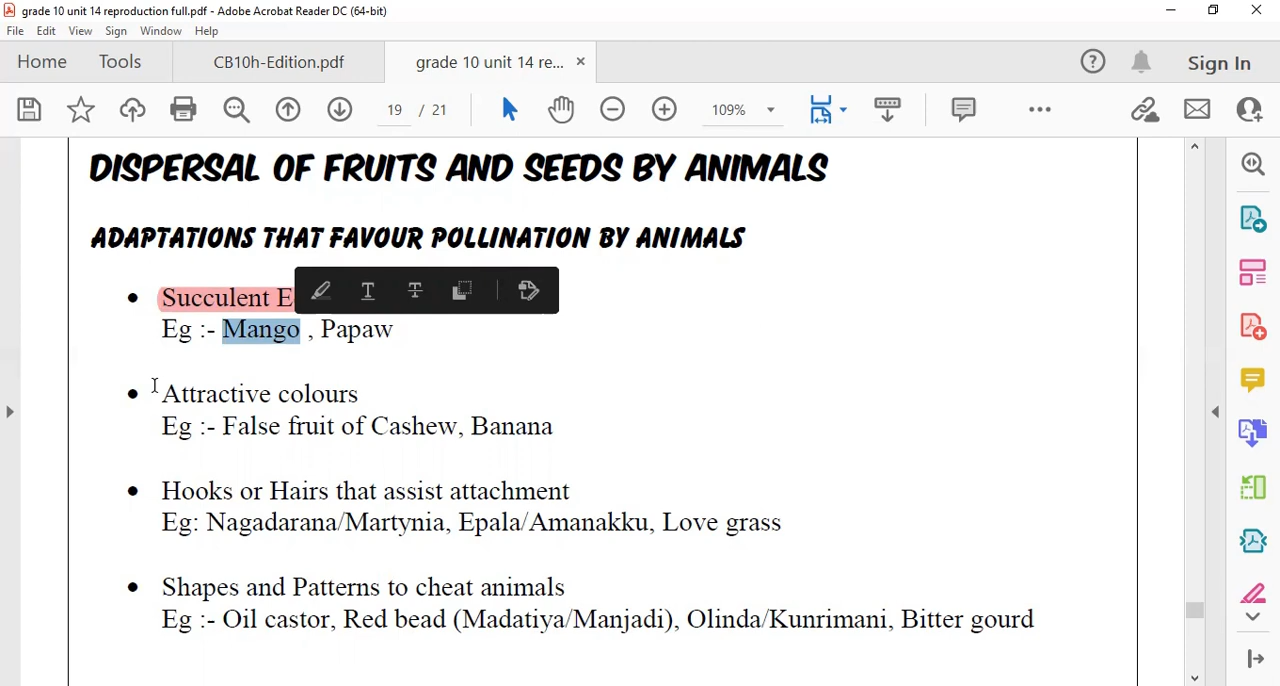 grade 10 unit 14 reproduction full.pdf - Adobe Acrobat Reader DC (64-bit)
File Edit View Sign Window Help
Home Tools CB10h-Edition.pdf grade 10 unit 14 re... × Sign In
19 / 21 109%
DISPERSAL OF FRUITS AND SEEDS BY ANIMALS
ADAPTATIONS THAT FAVOUR POLLINATION BY ANIMALS
• Succulent
Eg :- Mango , Papaw
• Attractive colours
Eg :- False fruit of Cashew, Banana
• Hooks or Hairs that assist attachment
Eg: Nagadarana/Martynia, Epala/Amanakku, Love grass
• Shapes and Patterns to cheat animals
Eg :- Oil castor, Red bead (Madatiya/Manjadi), Olinda/Kunrimani, Bitter gourd